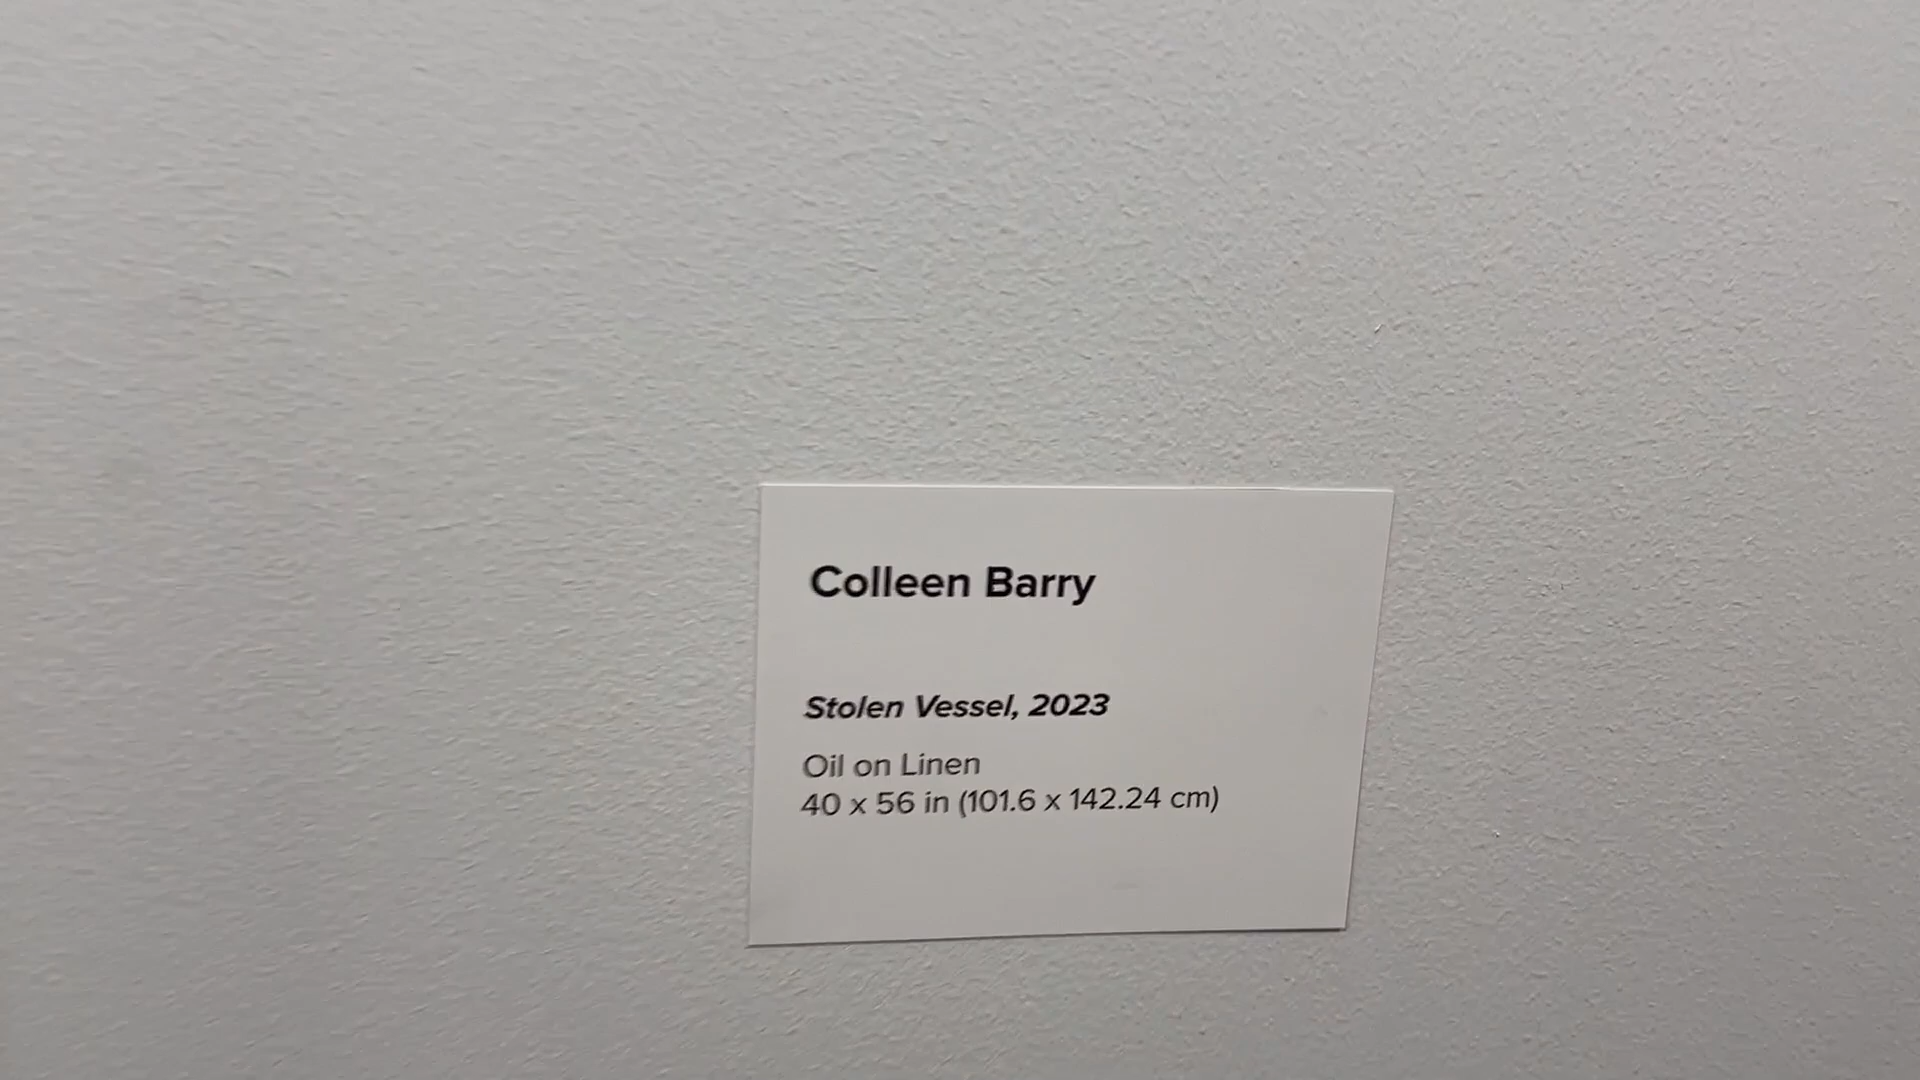 Colleen Barry
Stolen Vessel, 2023
Oil on Linen
40 x 56 in (101.6 x 142.24 cm)